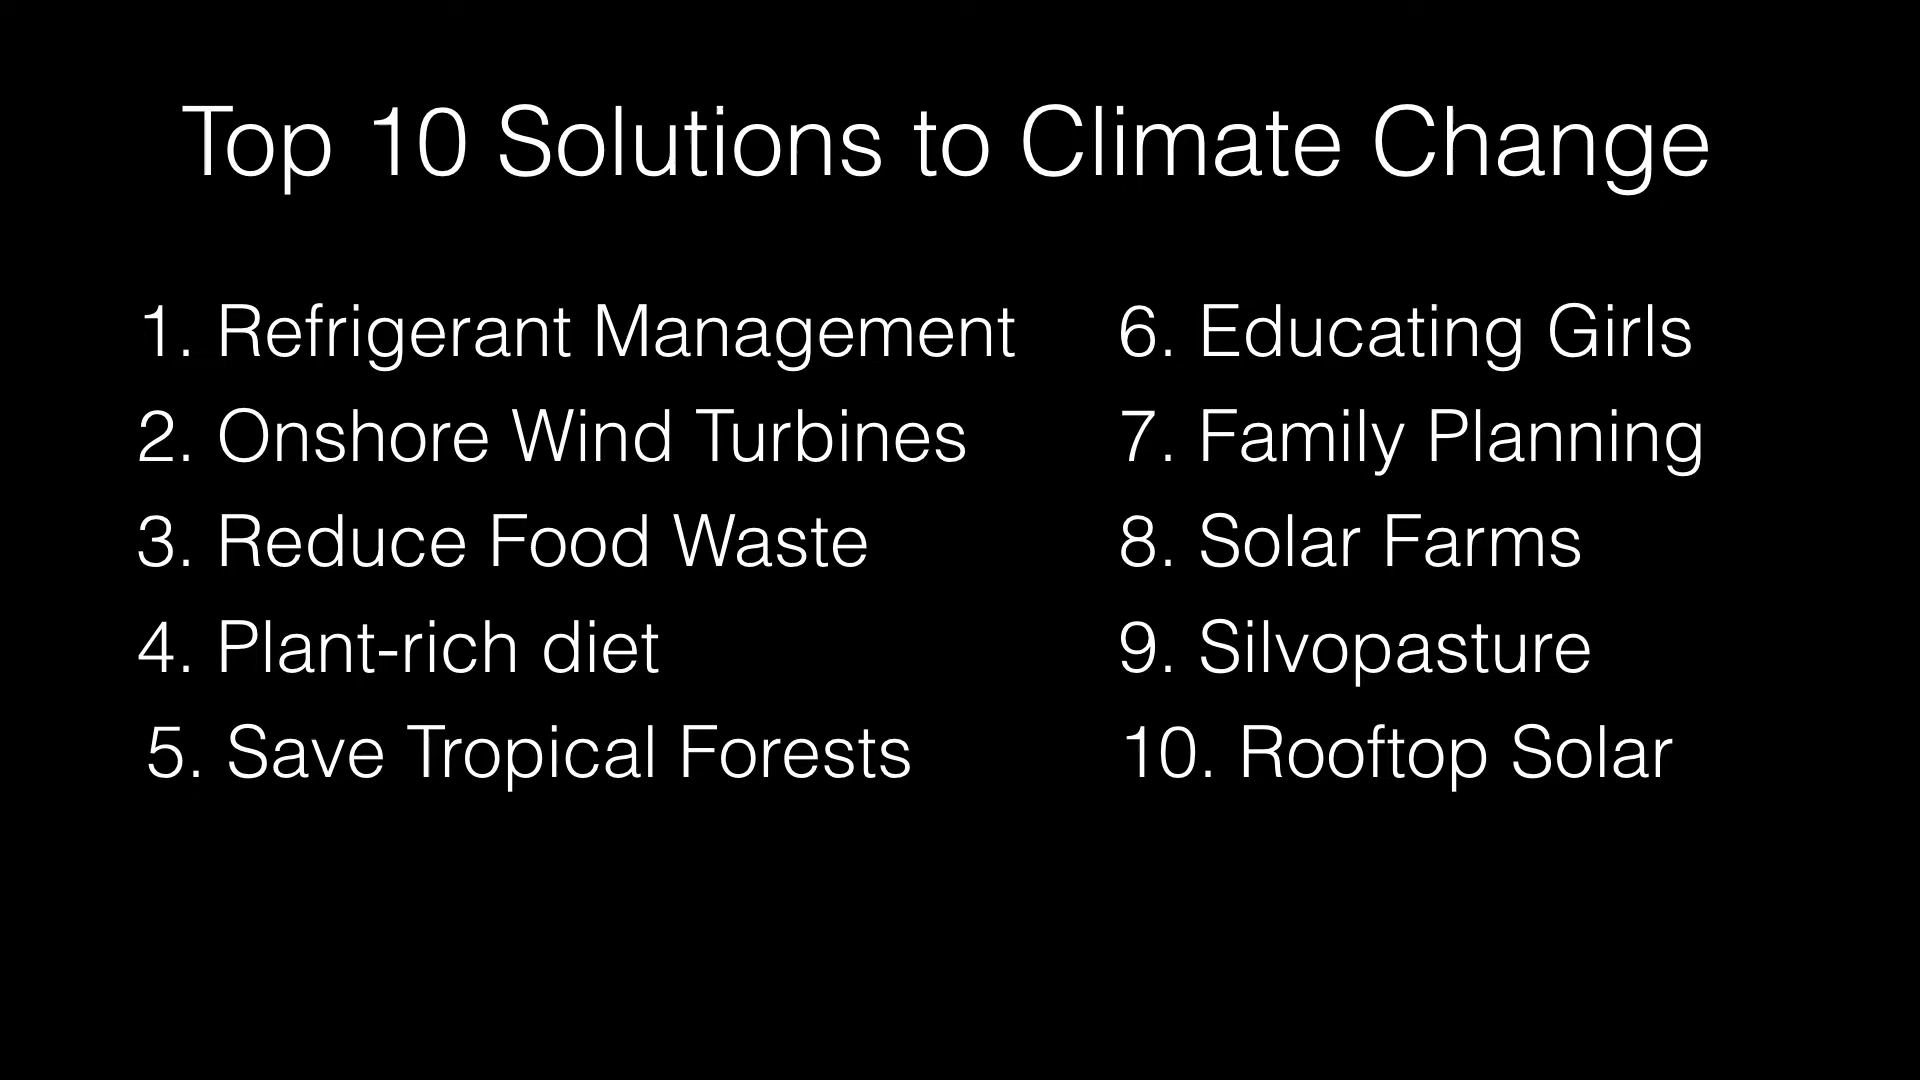 Top 10 Solutions to Climate Change
1. Refrigerant Management
2. Onshore Wind Turbines
3. Reduce Food Waste
4. Plant-rich diet
5. Save Tropical Forests
6. Educating Girls
7. Family Planning
8. Solar Farms
9. Silvopasture
10. Rooftop Solar